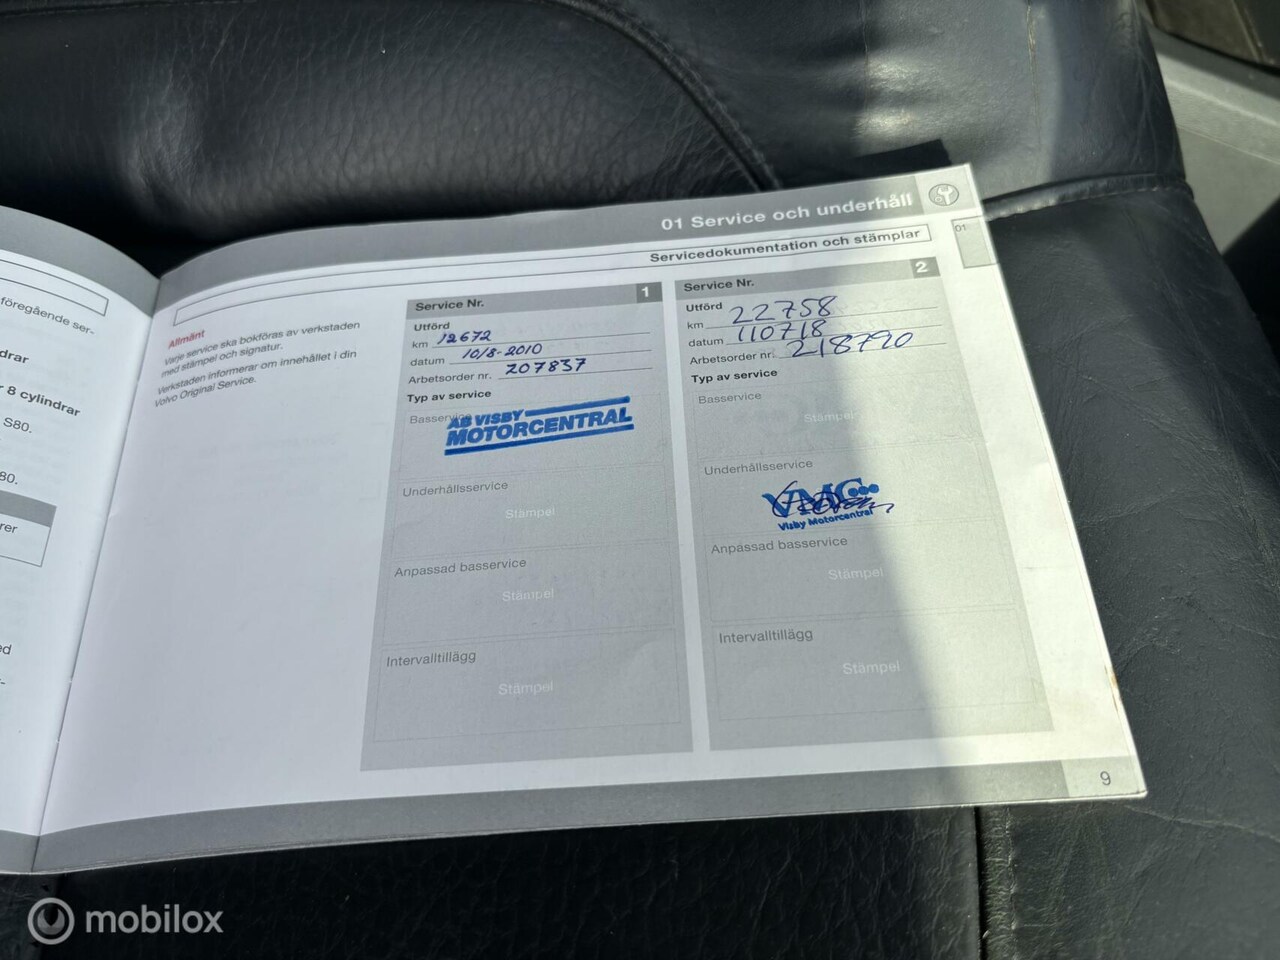 01 Service och underhåll
01
Servicedokumentation och stämplar
föregående ser-
drar
r 8 cylindrar
S80.
80.
rer
ed
Allmänt
Varje service ska bokföras av verkstaden
med stämpel och signatur.
Verkstaden informerar om innehållet i din
Volvo Original Service.
Service Nr. 1
Utförd
km 12672
datum 10/8-2010
Arbetsorder nr. 207837
Typ av service
Basservice
AB VISBY
MOTORCENTRAL
Underhållsservice
Stämpel
Anpassad basservice
Stämpel
Intervalltillägg
Stämpel
Service Nr. 2
Utförd
km 22758
datum 110718
Arbetsorder nr. 218790
Typ av service
Basservice
Stämpel
Underhållsservice
VMC
Visby Motorcentral
Anpassad basservice
Stämpel
Intervalltillägg
Stämpel
9
mobilox